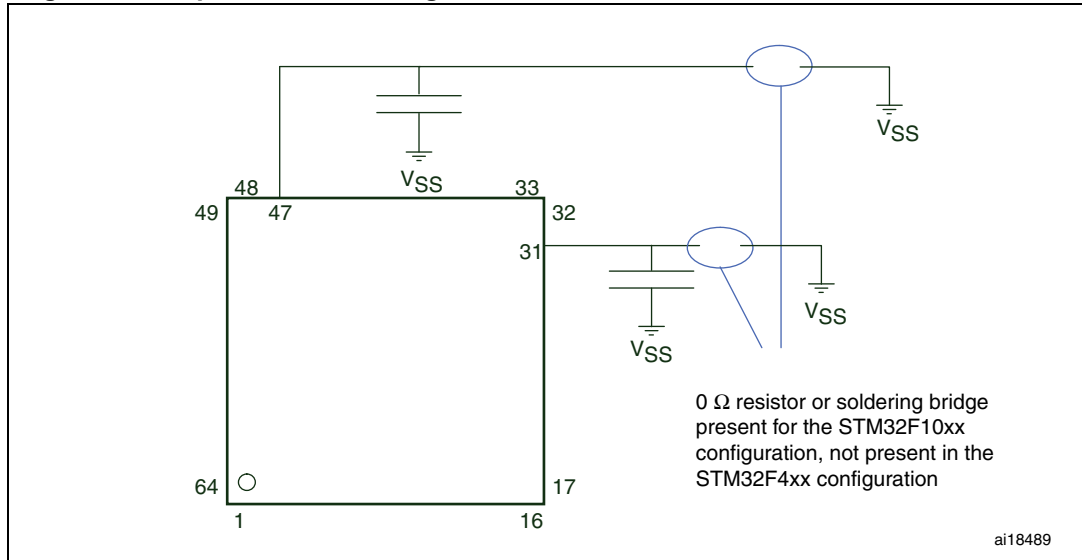 VSS
VSS
48
33
49
47
32
31
VSS
VSS
0 Ω resistor or soldering bridge
present for the STM32F10xx
configuration, not present in the
STM32F4xx configuration
64
17
1
16
ai18489